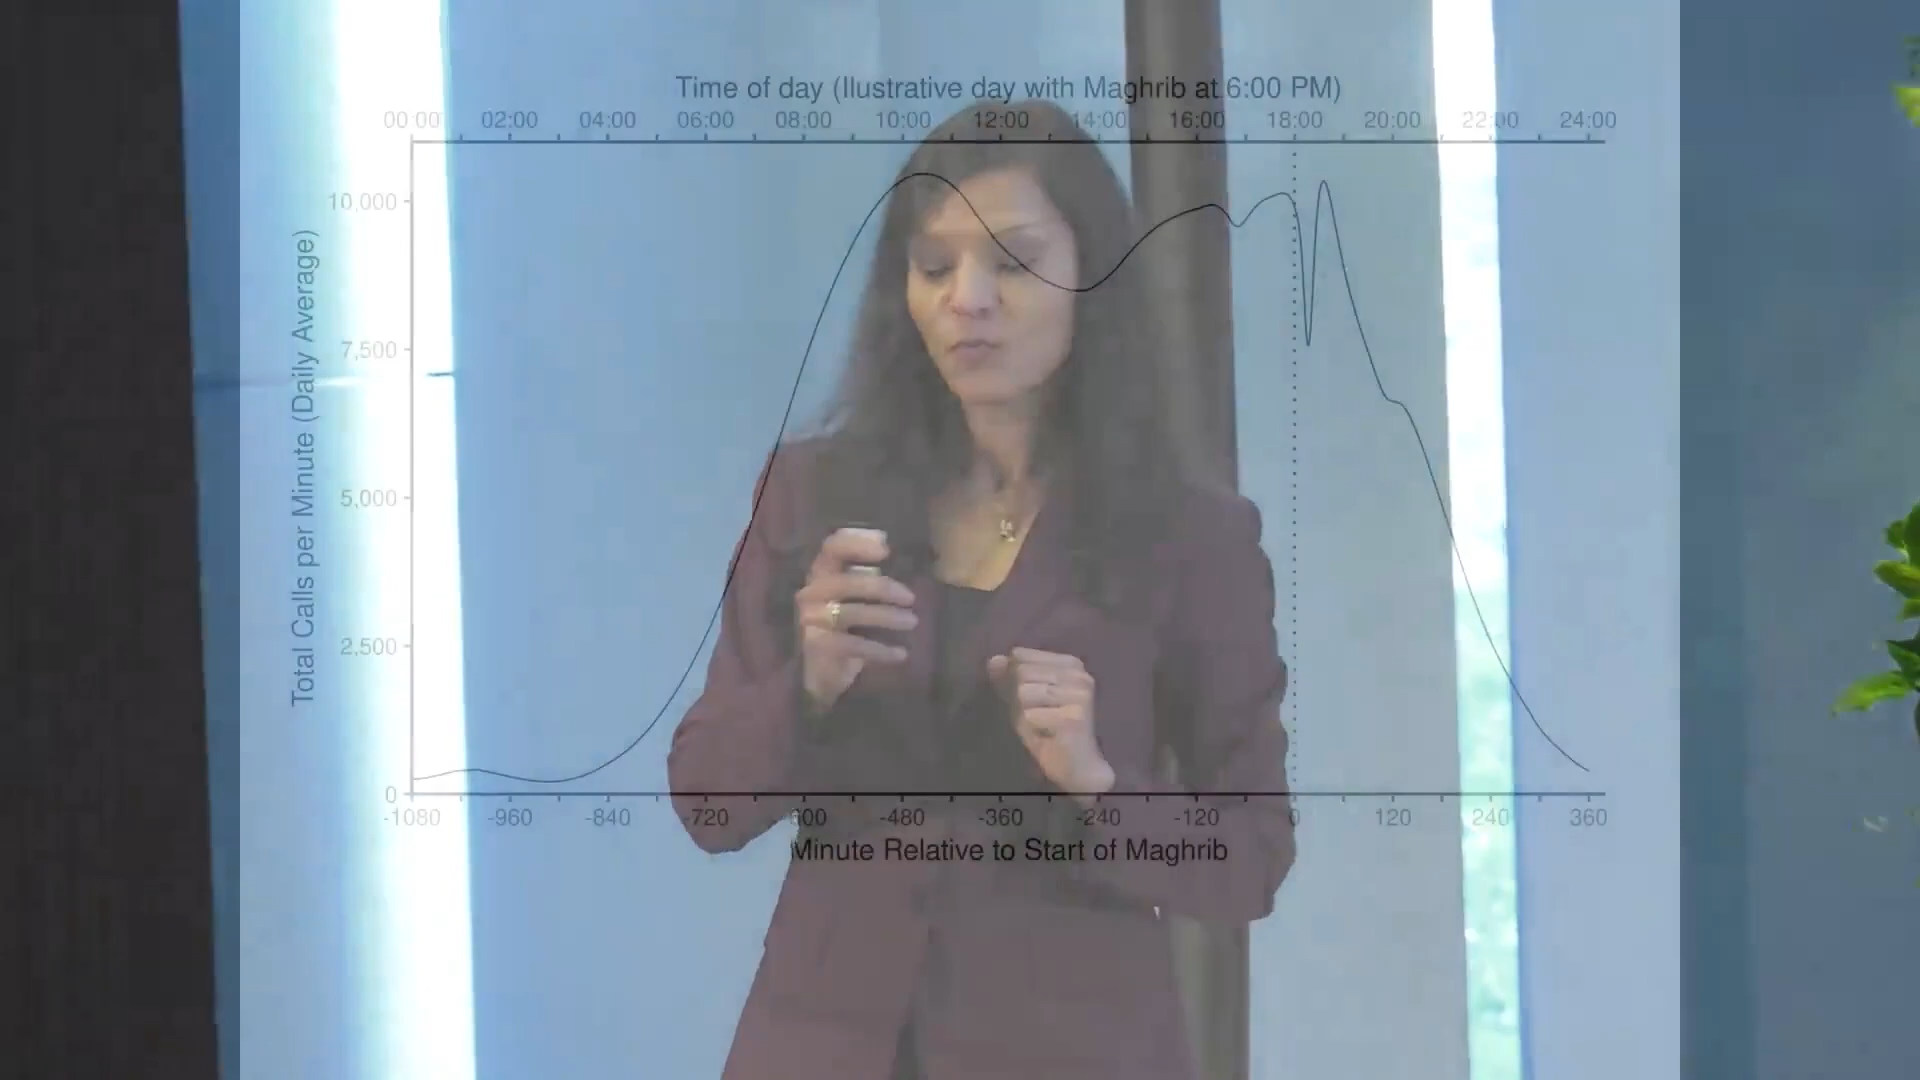 Time of day (Ilustrative day with Maghrib at 6:00 PM)
00:00 02:00 04:00 06:00 08:00 10:00 12:00 14:00 16:00 18:00 20:00 22:00 24:00
Total Calls per Minute (Daily Average)
10,000
7,500
5,000
2,500
0
-1080 -960 -840 -720 -600 -480 -360 -240 -120 0 120 240 360
Minute Relative to Start of Maghrib